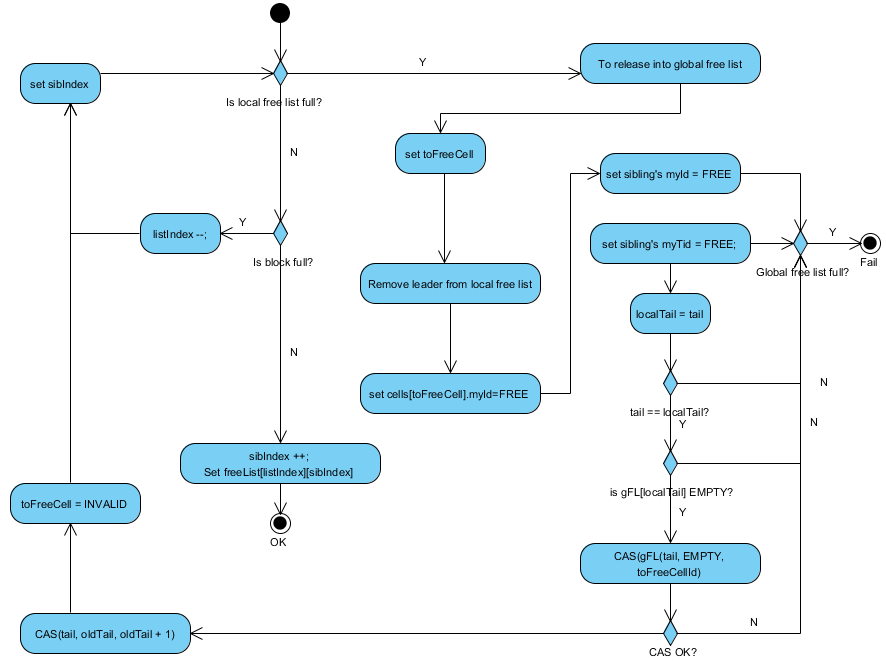 Y
To release into global free list
set sibIndex
Is local free list full?
N
set toFreeCell
set sibling's myId = FREE
Y
listIndex --;
Y
set sibling's myTid = FREE;
Is block full?
Fail
Global free list full?
Remove leader from local free list
localTail = tail
N
set cells[toFreeCell].myId=FREE
N
tail == localTail?
Y
N
sibIndex ++;
Set freeList[listIndex][sibIndex]
is gFL[localTail] EMPTY?
toFreeCell = INVALID
Y
OK
CAS(gFL(tail, EMPTY,
toFreeCellId)
N
CAS(tail, oldTail, oldTail + 1)
CAS OK?